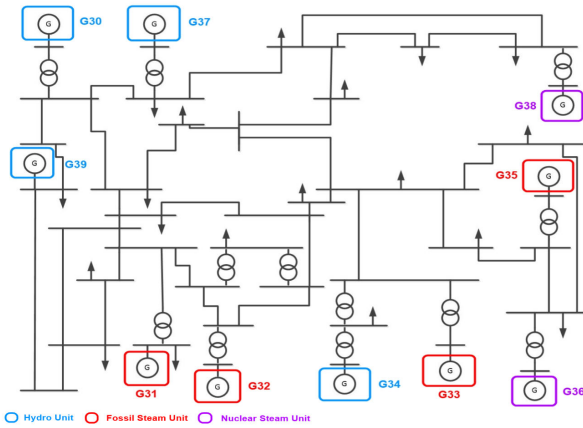 G30
G
G
G37
G38
G
G39
G
G35
G
G31
G
G
G32
G
G34
G
G33
G
G36
Hydro Unit
Fossil Steam Unit
Nuclear Steam Unit